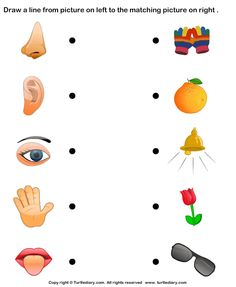 Draw a line from picture on left to the matching picture on right .
Copyright © Turtlediary.com. All rights reserved   www.turtlediary.com